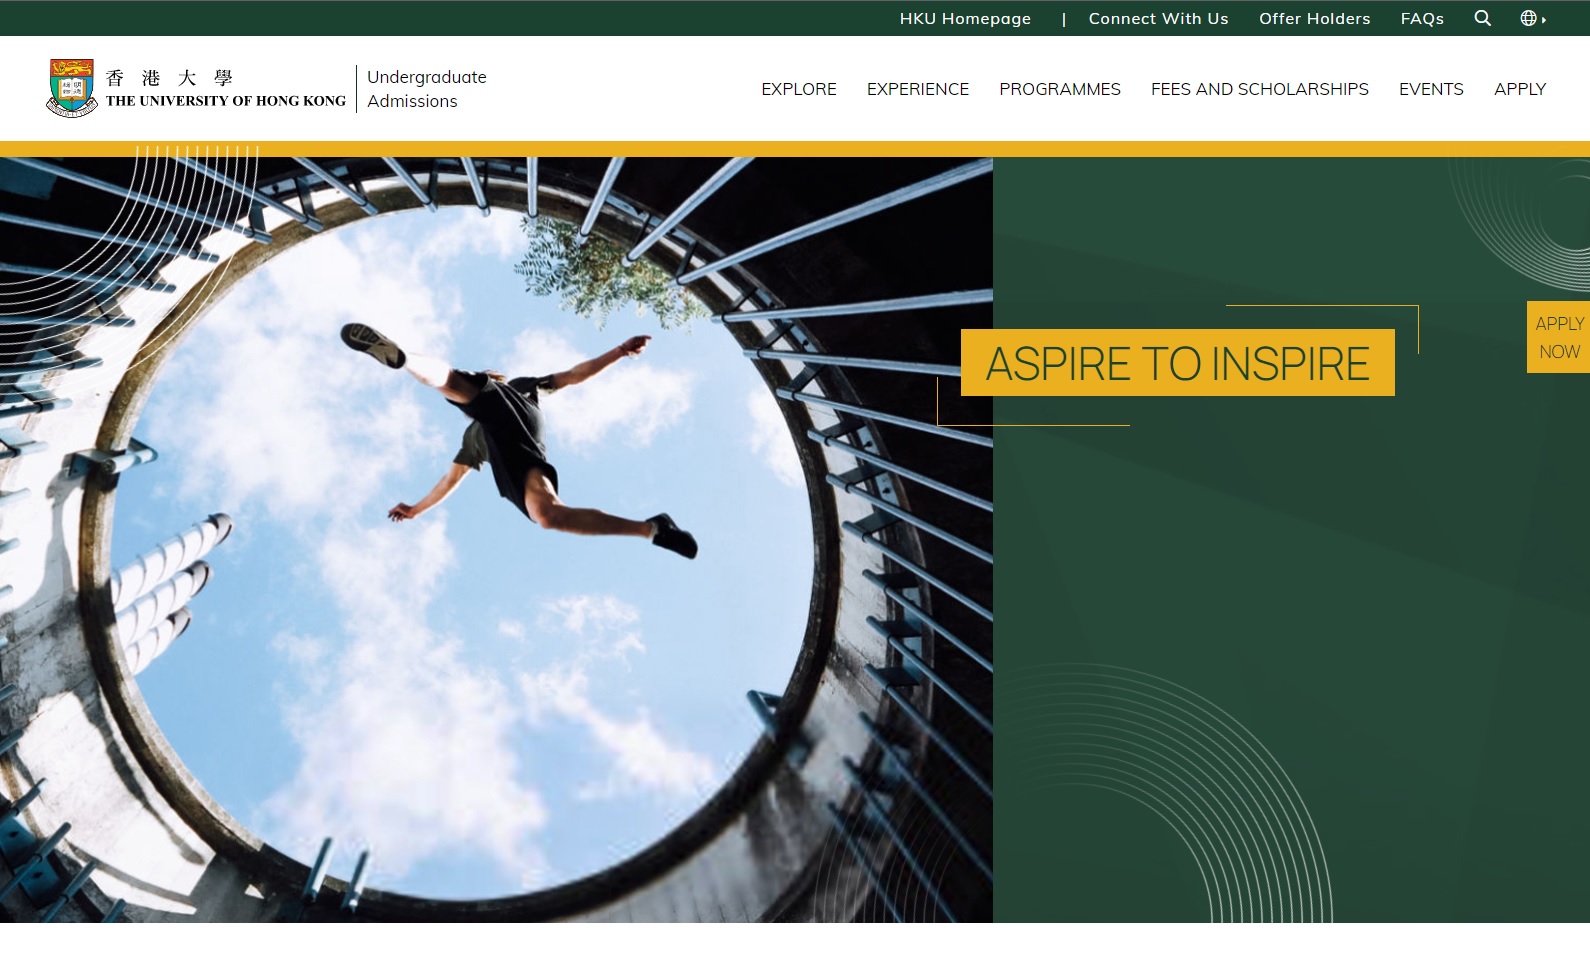 HKU Homepage | Connect With Us Offer Holders FAQs
香港大學
THE UNIVERSITY OF HONG KONG
Undergraduate
Admissions
EXPLORE EXPERIENCE PROGRAMMES FEES AND SCHOLARSHIPS EVENTS APPLY
ASPIRE TO INSPIRE
APPLY
NOW